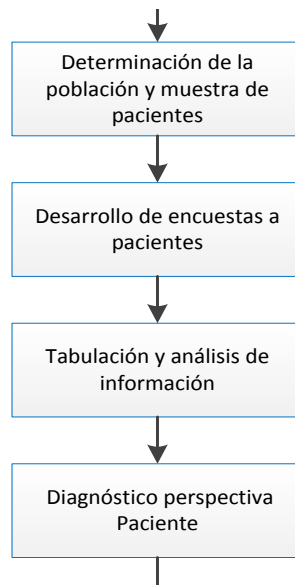 Determinación de la
población y muestra de
pacientes
Desarrollo de encuestas a
pacientes
Tabulación y análisis de
información
Diagnóstico perspectiva
Paciente